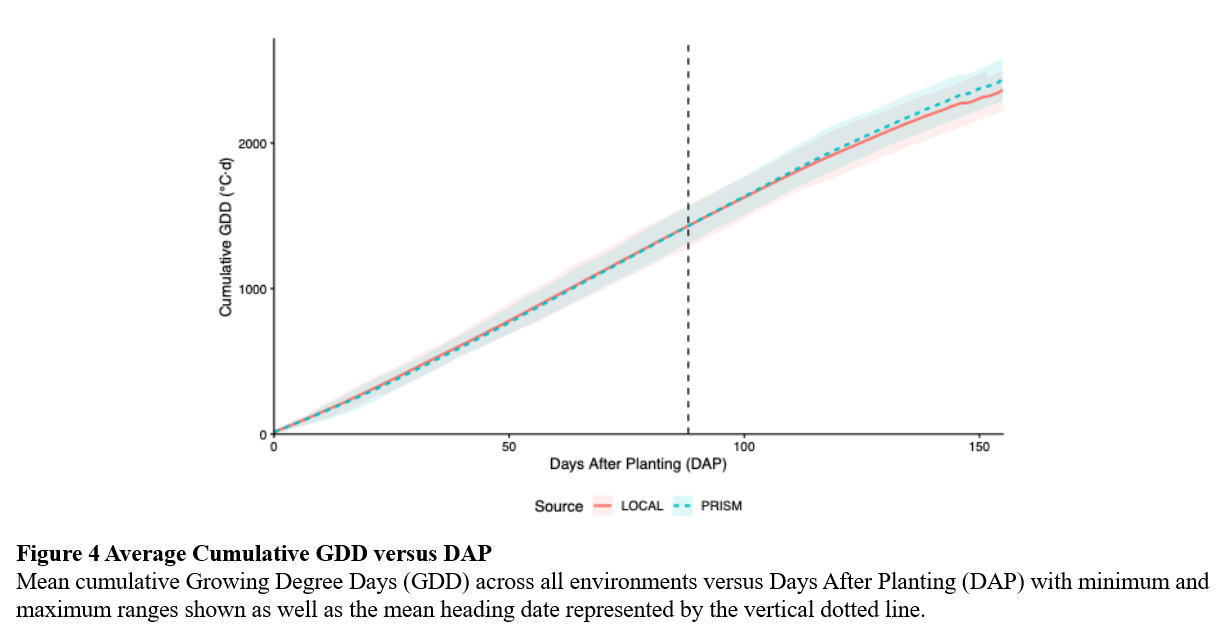 2000
1000
0
Cumulative GDD (°C·d)
0 50 100 150
Days After Planting (DAP)
Source LOCAL PRISM
Figure 4 Average Cumulative GDD versus DAP
Mean cumulative Growing Degree Days (GDD) across all environments versus Days After Planting (DAP) with minimum and
maximum ranges shown as well as the mean heading date represented by the vertical dotted line.